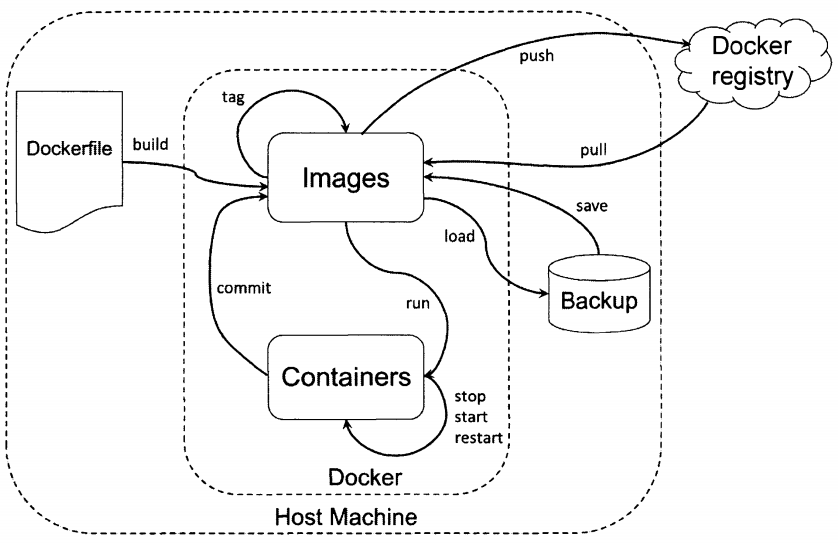 push
Docker
registry
tag
Dockerfile
build
Images
pull
save
load
commit
run
Backup
Containers
stop
start
restart
Docker
Host Machine